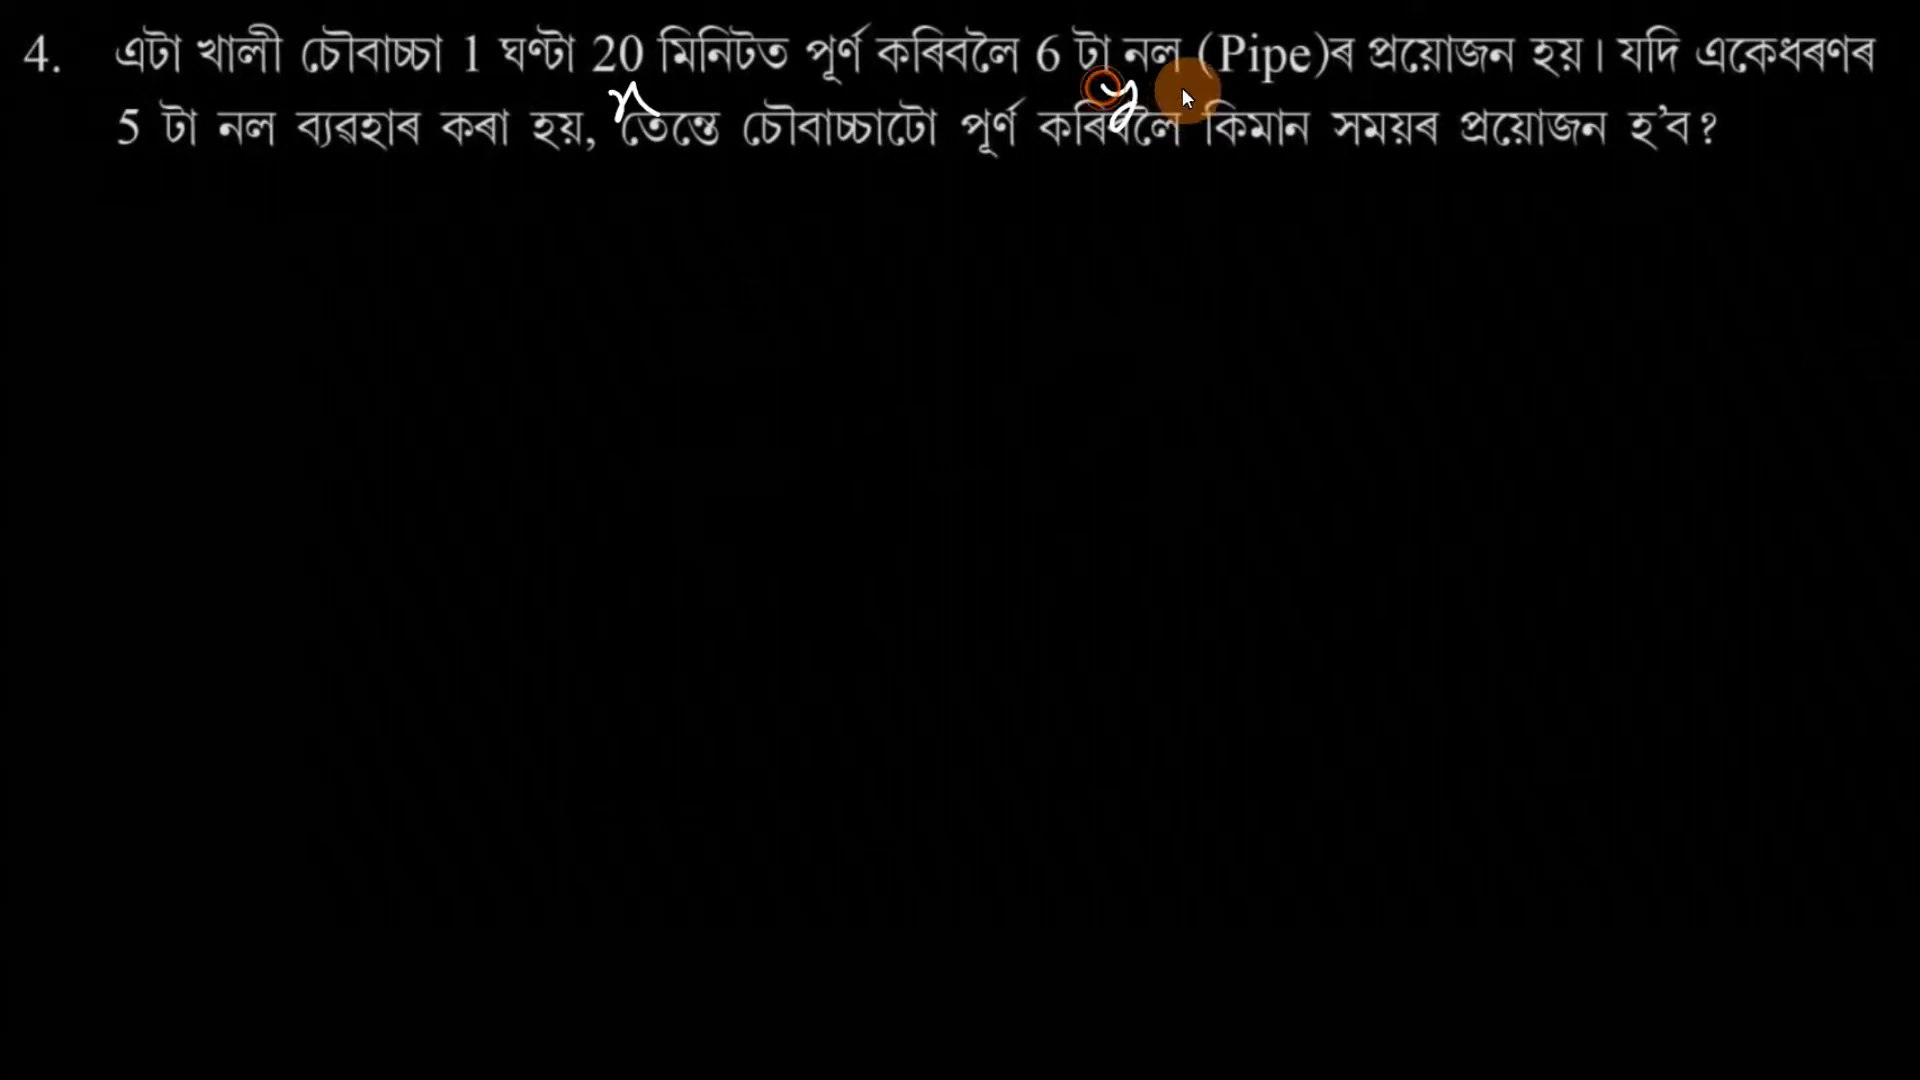 4. এটা খালী চৌবাচ্চা 1 ঘণ্টা 20 মিনিটত পূৰ্ণ কৰিবলৈ 6 টা নল (Pipe)ৰ প্ৰয়োজন হয়। যদি একেধৰণৰ
x y
5 টা নল ব্যৱহাৰ কৰা হয়, তেন্তে চৌবাচ্চাটো পূৰ্ণ কৰিবলৈ কিমান সময়ৰ প্ৰয়োজন হ’ব?